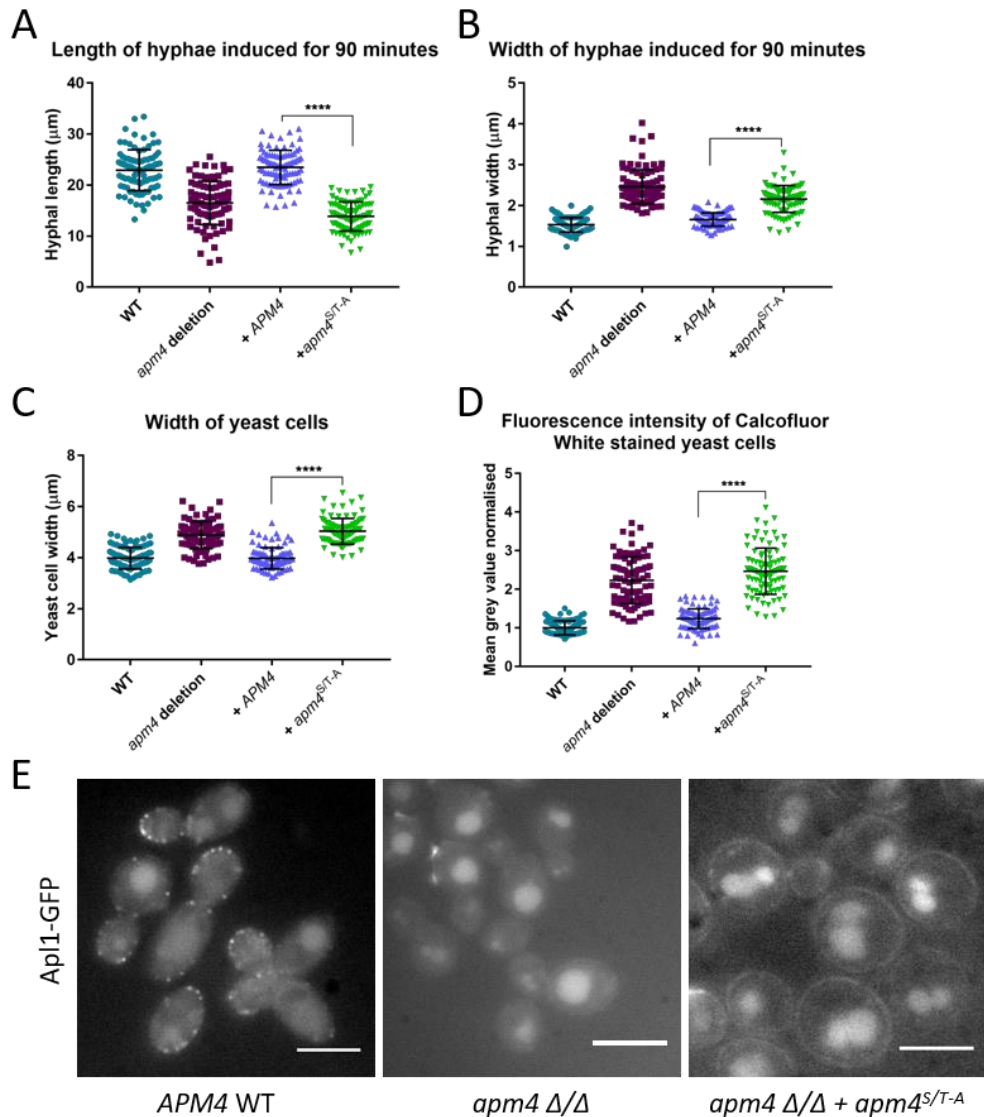 A
Length of hyphae induced for 90 minutes
Hyphal length (μm)
40
30
20
10
0
****
WT
apm4 deletion
+ APM4
+apm4S/T-A
B
Width of hyphae induced for 90 minutes
Hyphal width (μm)
5
4
3
2
1
0
****
WT
apm4 deletion
+ APM4
+apm4S/T-A
C
Width of yeast cells
Yeast cell width (μm)
8
6
4
2
0
****
WT
apm4 deletion
+ APM4
+ apm4S/T-A
D
Fluorescence intensity of Calcofluor
White stained yeast cells
Mean grey value normalised
5
4
3
2
1
0
****
WT
apm4 deletion
+ APM4
+apm4S/T-A
E
Apl1-GFP
APM4 WT
apm4 Δ/Δ
apm4 Δ/Δ + apm4S/T-A